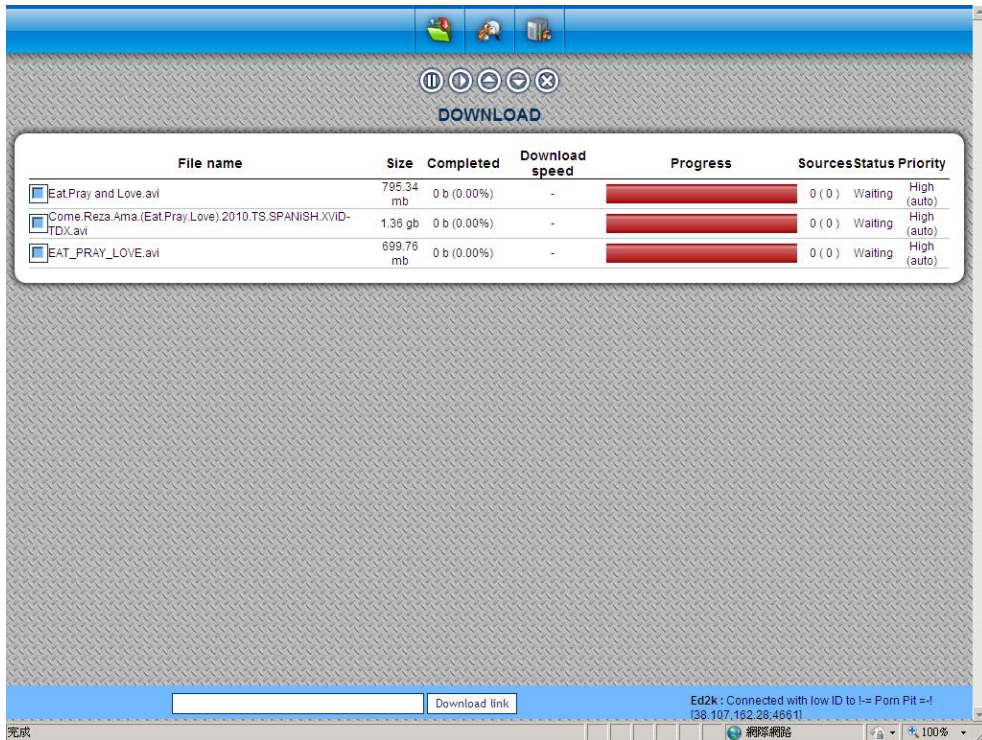 DOWNLOAD
File name Size Completed Download speed Progress Sources Status Priority
Eat,Pray and Love.avi 795.34 mb 0 b (0.00%) - 0 ( 0 ) Waiting High (auto)
Come.Reza.Ama.(Eat.Pray.Love).2010.TS.SPANiSH.XViD-TDX.avi 1.36 gb 0 b (0.00%) - 0 ( 0 ) Waiting High (auto)
EAT_PRAY_LOVE.avi 699.76 mb 0 b (0.00%) - 0 ( 0 ) Waiting High (auto)
Download link
Ed2k : Connected with low ID to !-= Porn Pit =-!
[38.107.162.28:4661]
完成 網際網路 100%